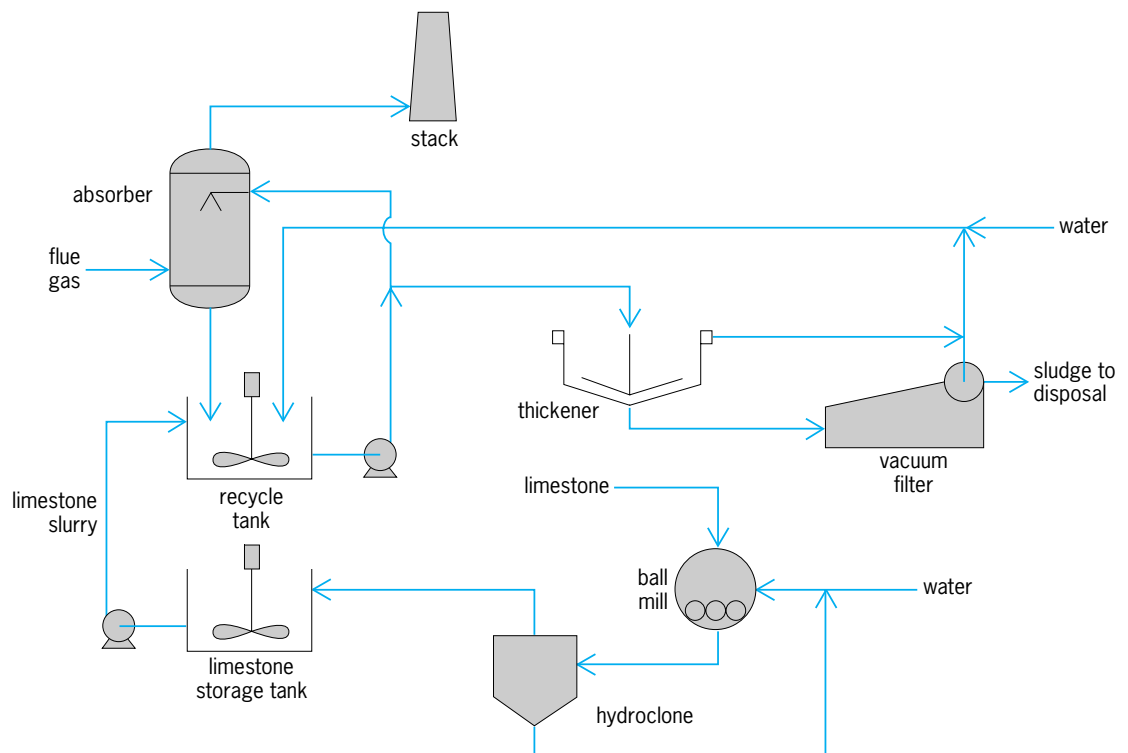 stack
absorber
water
flue
gas
sludge to
disposal
thickener
vacuum
filter
limestone
recycle
tank
limestone
slurry
ball
mill
water
limestone
storage tank
hydroclone